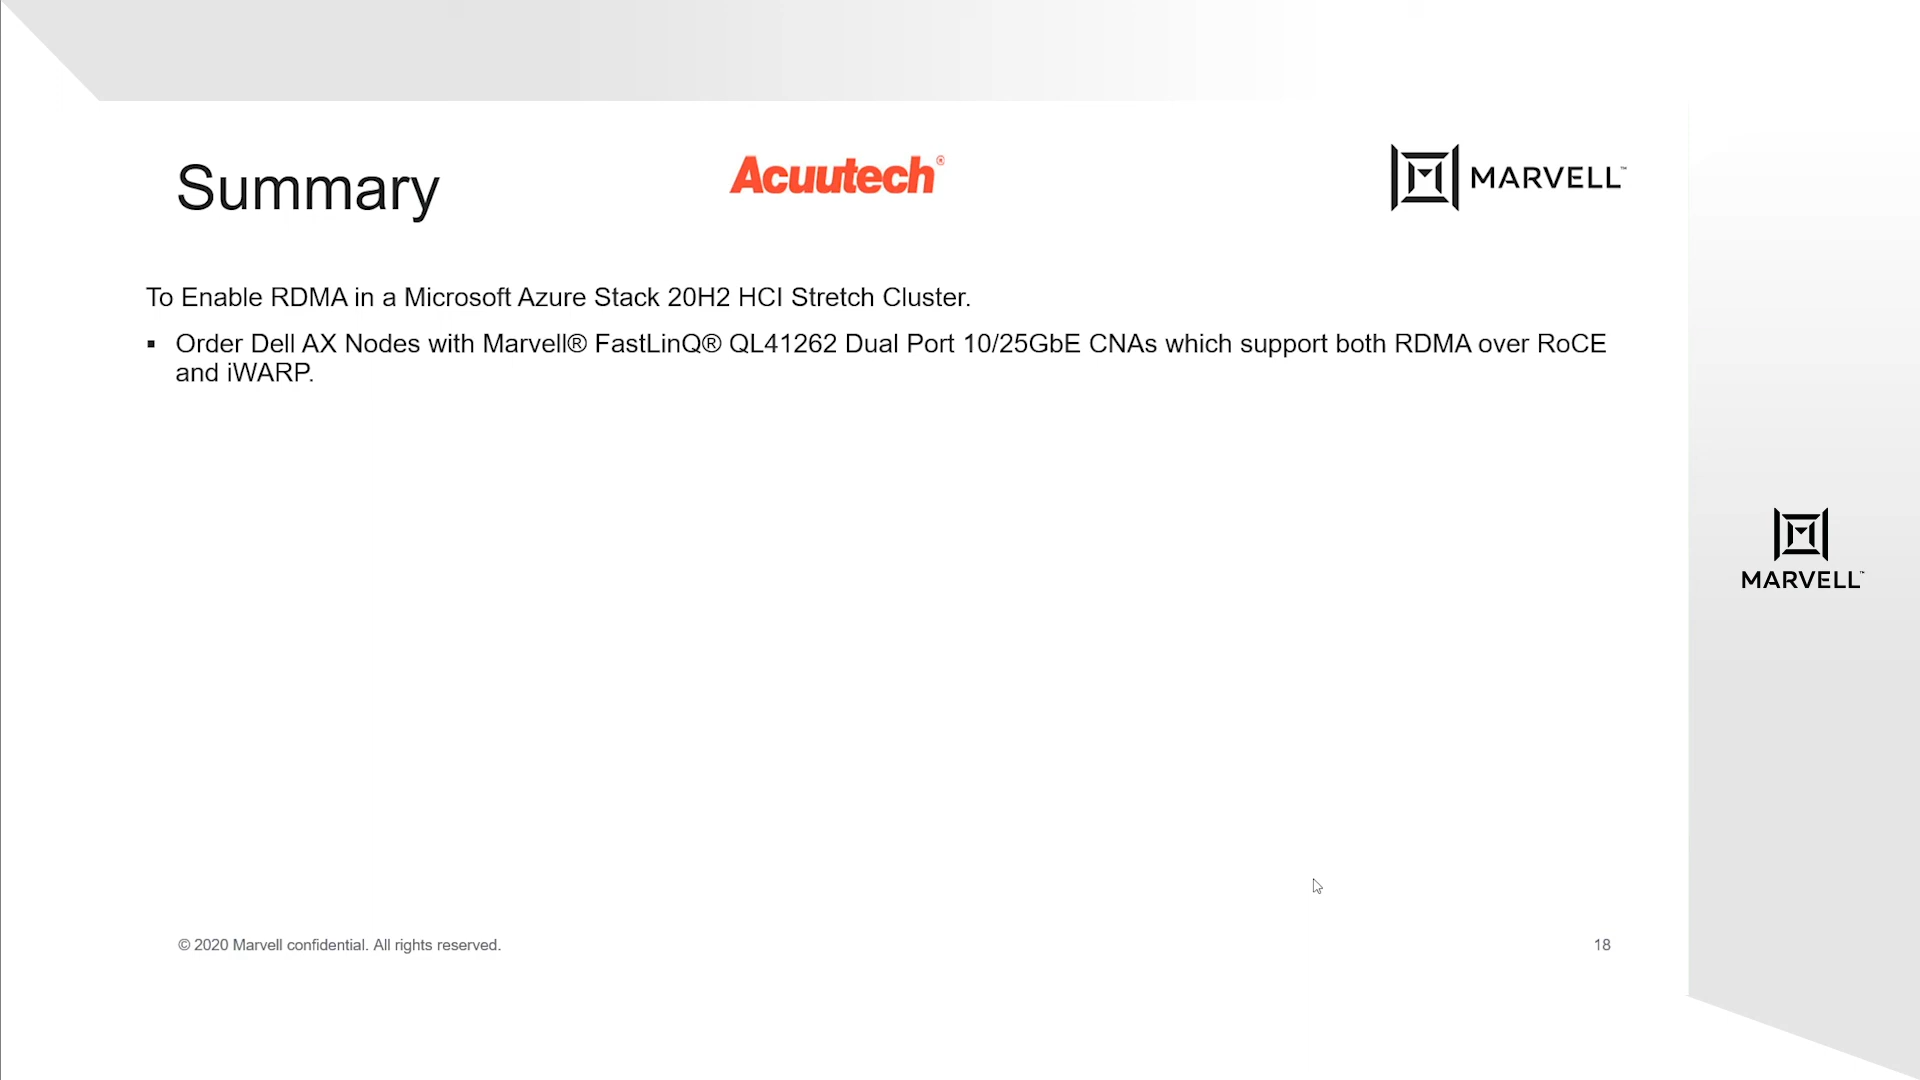 Summary
Acuutech®
MARVELL™
To Enable RDMA in a Microsoft Azure Stack 20H2 HCI Stretch Cluster.
▪ Order Dell AX Nodes with Marvell® FastLinQ® QL41262 Dual Port 10/25GbE CNAs which support both RDMA over RoCE
and iWARP.
MARVELL™
© 2020 Marvell confidential. All rights reserved.
18